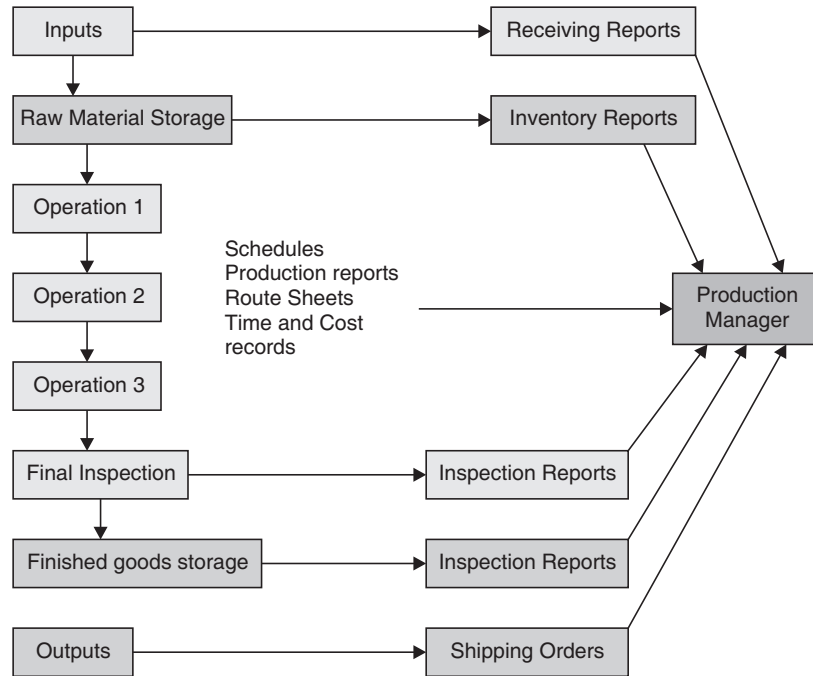 Inputs
Receiving Reports
Raw Material Storage
Inventory Reports
Operation 1
Schedules
Production reports
Route Sheets
Time and Cost
records
Operation 2
Production
Manager
Operation 3
Final Inspection
Inspection Reports
Finished goods storage
Inspection Reports
Outputs
Shipping Orders